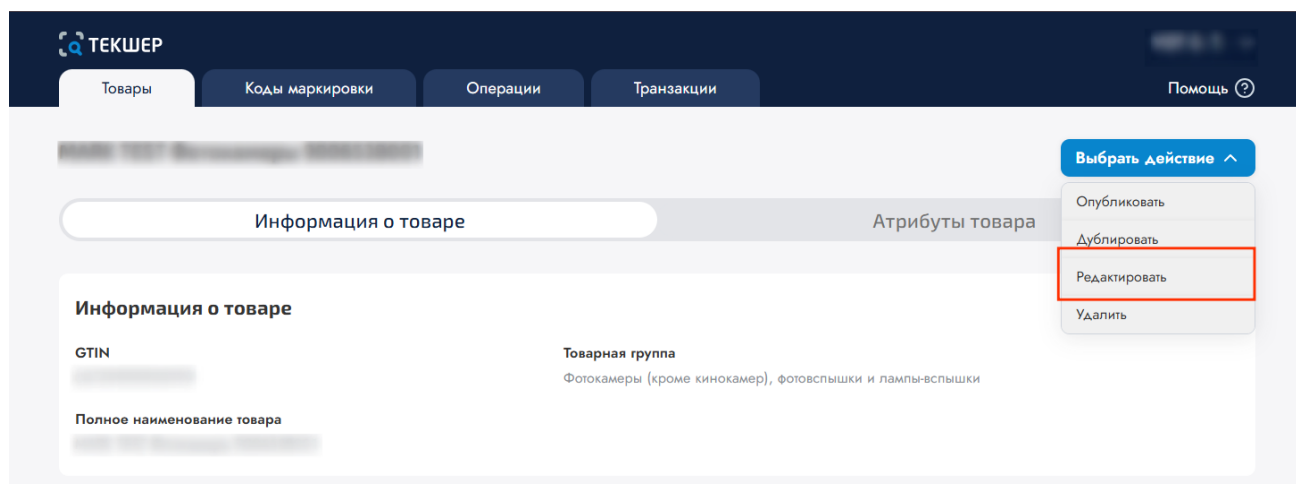 ТЕКШЕР
Товары
Коды маркировки
Операции
Транзакции
Помощь
Выбрать действие
Опубликовать
Дублировать
Редактировать
Удалить
Информация о товаре
Атрибуты товара
Информация о товаре
GTIN
Товарная группа
Фотокамеры (кроме кинокамер), фотовспышки и лампы-вспышки
Полное наименование товара